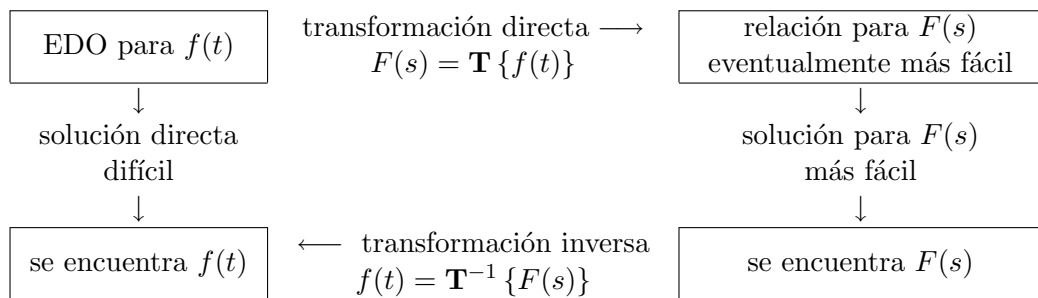 EDO para f(t)
transformación directa ⟶
F(s) = T {f(t)}
relación para F(s)
eventualmente más fácil
↓
solución directa
difícil
↓
↓
solución para F(s)
más fácil
↓
se encuentra f(t)
⟵ transformación inversa
f(t) = T⁻¹ {F(s)}
se encuentra F(s)